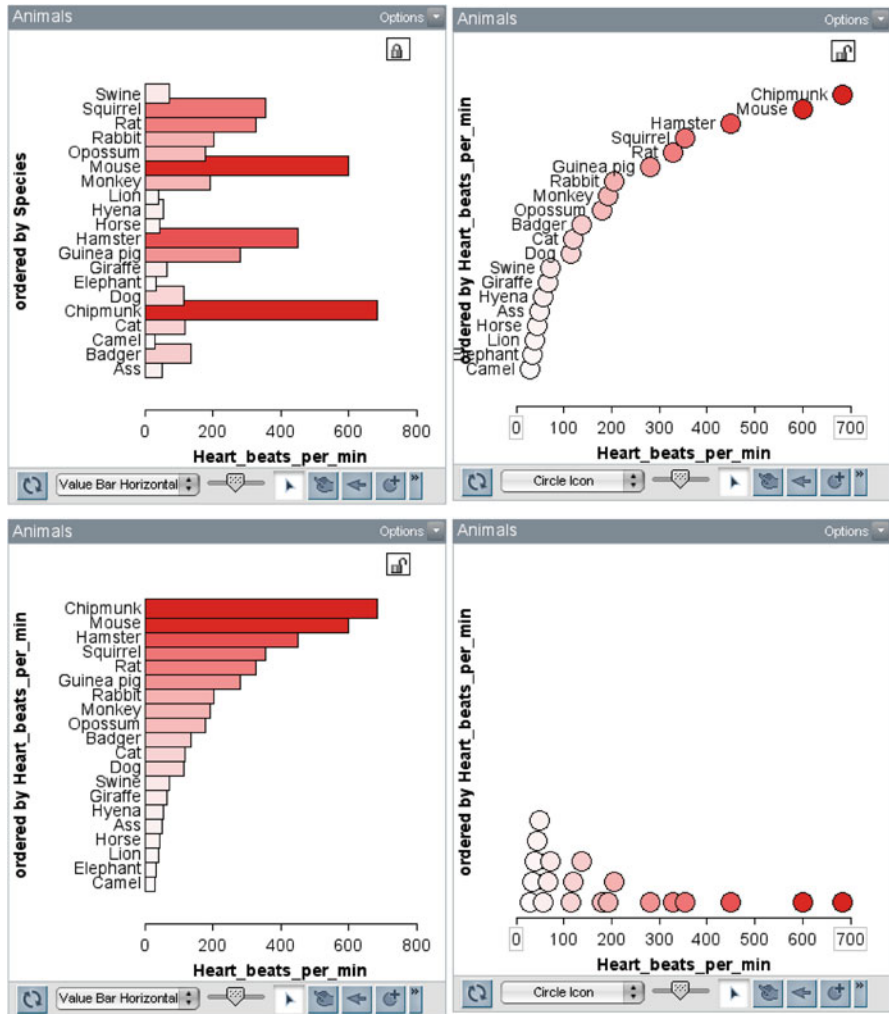 Animals Options
ordered by Species
Swine
Squirrel
Rat
Rabbit
Opossum
Mouse
Monkey
Lion
Hyena
Horse
Hamster
Guinea pig
Giraffe
Elephant
Dog
Chipmunk
Cat
Camel
Badger
Ass
0 200 400 600 800
Heart_beats_per_min
Value Bar Horizontal »
Animals Options
ordered by Heart_beats_per_min
Chipmunk
Mouse
Hamster
Squirrel
Rat
Guinea pig
Rabbit
Monkey
Opossum
Badger
Cat
Dog
Swine
Giraffe
Hyena
Ass
Horse
Lion
Elephant
Camel
0 100 200 300 400 500 600 700
Heart_beats_per_min
Circle Icon »
Animals Options
ordered by Heart_beats_per_min
Chipmunk
Mouse
Hamster
Squirrel
Rat
Guinea pig
Rabbit
Monkey
Opossum
Badger
Cat
Dog
Swine
Giraffe
Hyena
Ass
Horse
Lion
Elephant
Camel
0 200 400 600 800
Heart_beats_per_min
Value Bar Horizontal »
Animals Options
ordered by Heart_beats_per_min
0 100 200 300 400 500 600 700
Heart_beats_per_min
Circle Icon »